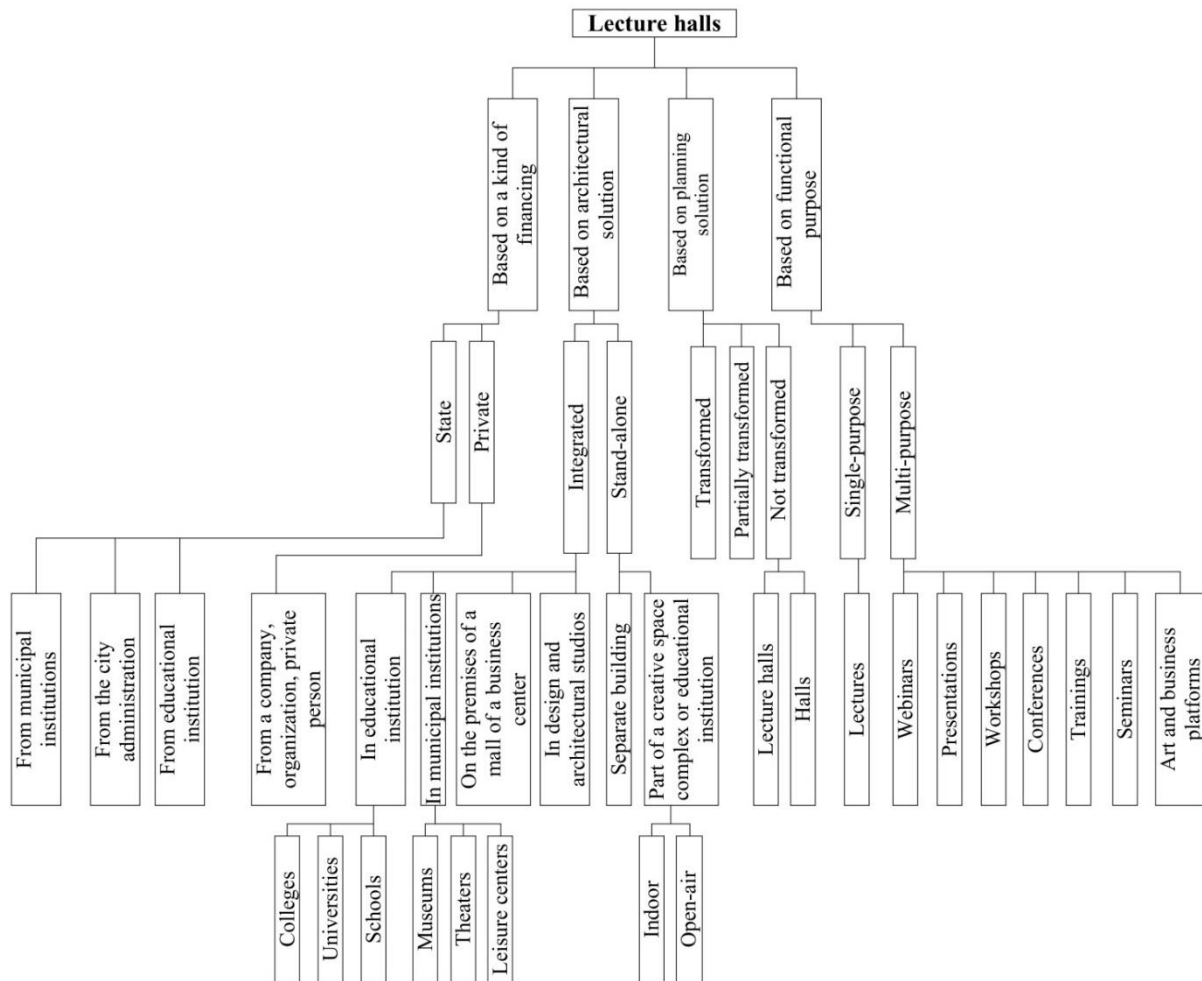 Lecture halls
Based on a kind of
financing
Based on architectural
solution
Based on planning
solution
Based on functional
purpose
State
Private
Integrated
Stand-alone
Transformed
Partially transformed
Not transformed
Single-purpose
Multi-purpose
From municipal
institutions
From the city
administration
From educational
institution
From a company,
organization, private
person
In educational
institution
In municipal institutions
On the premises of a
mall of a business
center
In design and
architectural studios
Separate building
Part of a creative space
complex or educational
institution
Lecture halls
Halls
Lectures
Webinars
Presentations
Workshops
Conferences
Trainings
Seminars
Art and business
platforms
Colleges
Universities
Schools
Museums
Theaters
Leisure centers
Indoor
Open-air